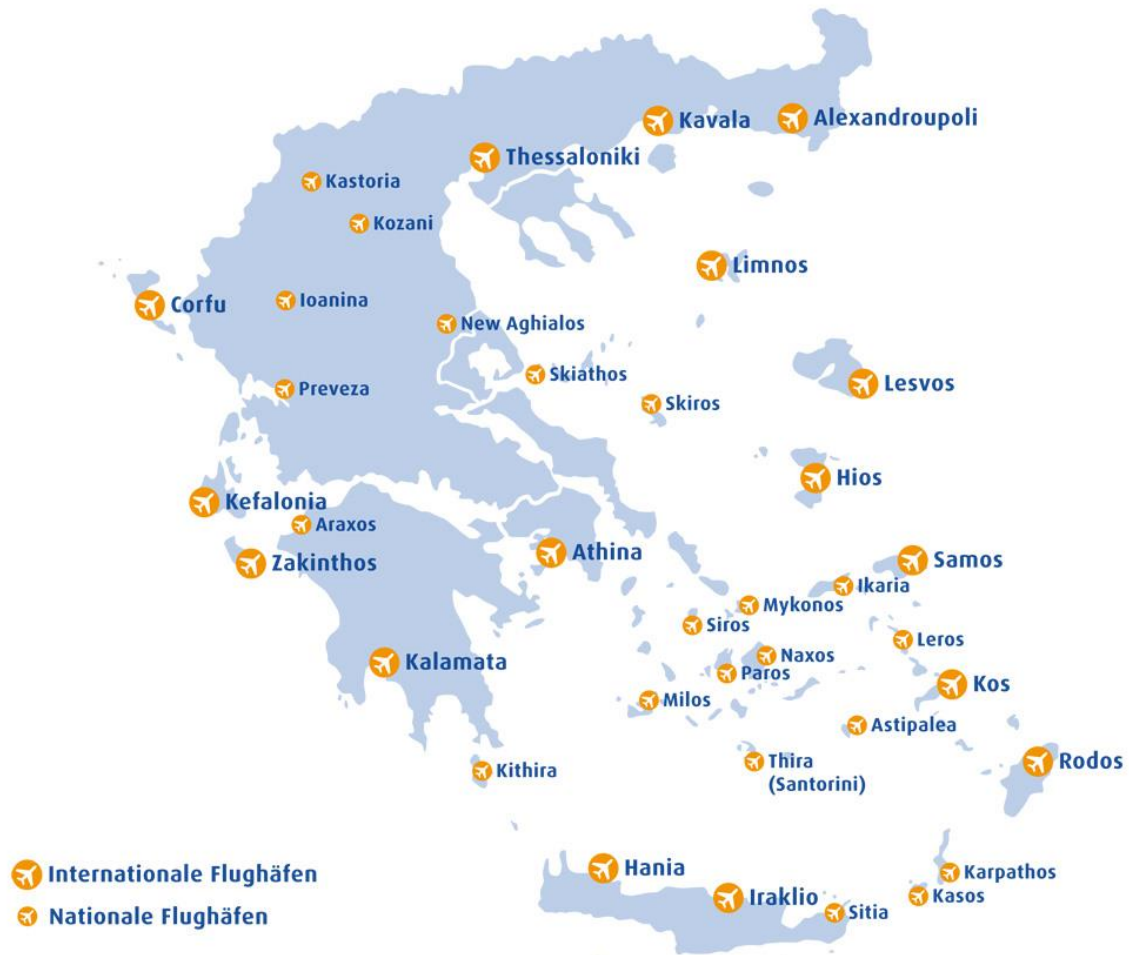 Kavala
Alexandroupoli
Thessaloniki
Kastoria
Kozani
Limnos
Corfu
Ioanina
New Aghialos
Skiathos
Lesvos
Preveza
Skiros
Hios
Kefalonia
Araxos
Athina
Zakinthos
Samos
Ikaria
Mykonos
Siros
Leros
Naxos
Kalamata
Paros
Kos
Milos
Astipalea
Thira
(Santorini)
Rodos
Kithira
Hania
Internationale Flughäfen
Karpathos
Iraklio
Kasos
Sitia
Nationale Flughäfen